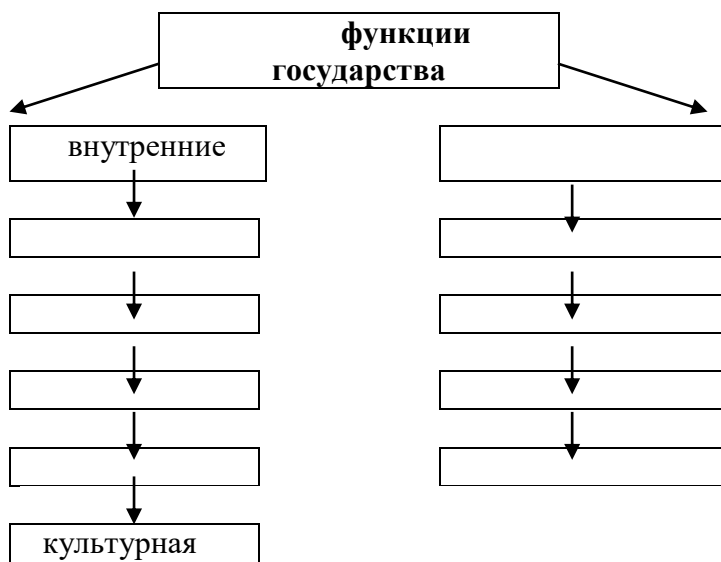 функции
государства
внутренние
культурная